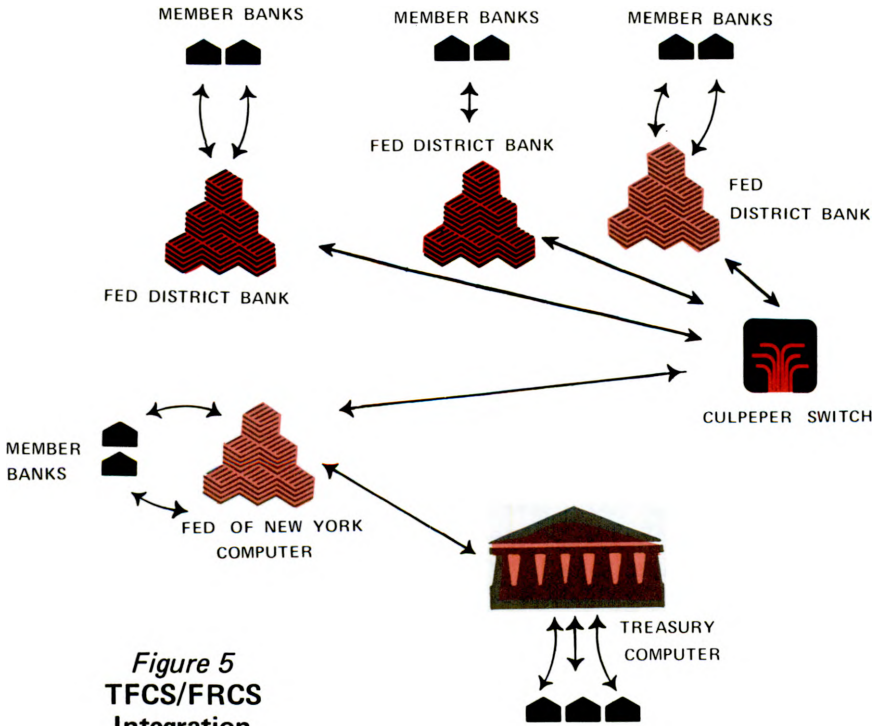 MEMBER BANKS
MEMBER BANKS
MEMBER BANKS
FED DISTRICT BANK
FED
DISTRICT BANK
FED DISTRICT BANK
CULPEPER SWITCH
MEMBER
BANKS
FED OF NEW YORK
COMPUTER
TREASURY
COMPUTER
Figure 5
TFCS/FRCS
Integration